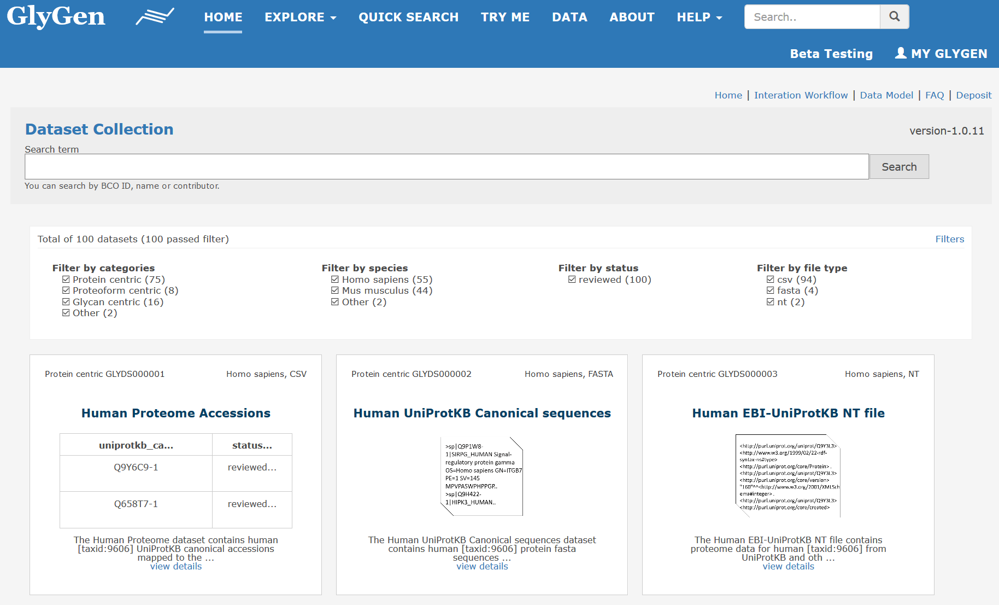 GlyGen
HOME EXPLORE QUICK SEARCH TRY ME DATA ABOUT HELP Search..
Beta Testing MY GLYGEN
Home | Interation Workflow | Data Model | FAQ | Deposit
Dataset Collection
version-1.0.11
Search term
Search
You can search by BCO ID, name or contributor.
Total of 100 datasets (100 passed filter)
Filters
Filter by categories
Protein centric (75)
Proteoform centric (8)
Glycan centric (16)
Other (2)
Filter by species
Homo sapiens (55)
Mus musculus (44)
Other (2)
Filter by status
reviewed (100)
Filter by file type
csv (94)
fasta (4)
nt (2)
Protein centric GLYDS000001 Homo sapiens, CSV
Human Proteome Accessions
uniprotkb_ca... status...
Q9Y6C9-1 reviewed...
Q658T7-1 reviewed...
The Human Proteome dataset contains human
[taxid:9606] UniProtKB canonical accessions
mapped to the ...
view details
Protein centric GLYDS000002 Homo sapiens, FASTA
Human UniProtKB Canonical sequences
>sp|Q9P1W8-
1|SIRPG_HUMAN Signal-
regulatory protein gamma
OS=Homo sapiens GN=ITGB7
PE=1 SV=145
MPVPASWPHPPGP..
>sp|Q9H422-
1|HIPK3_HUMAN..
The Human UniProtKB Canonical sequences dataset
contains human [taxid:9606] protein fasta
sequences ...
view details
Protein centric GLYDS000003 Homo sapiens, NT
Human EBI-UniProtKB NT file
<http://purl.uniprot.org/uniprot/Q9Y3L3>
<http://www.w3.org/1999/02/22-rdf-
syntax-ns#type>
<http://purl.uniprot.org/core/Protein> .
<http://purl.uniprot.org/uniprot/Q9Y3L3>
<http://purl.uniprot.org/core/version>
"160"^^<http://www.w3.org/2001/XMLSch
ema#integer> .
<http://purl.uniprot.org/uniprot/Q9Y3L3>
<http://purl.uniprot.org/core/created>
The Human EBI-UniProtKB NT file contains
proteome data for human [taxid:9606] from
UniProtKB and oth ...
view details